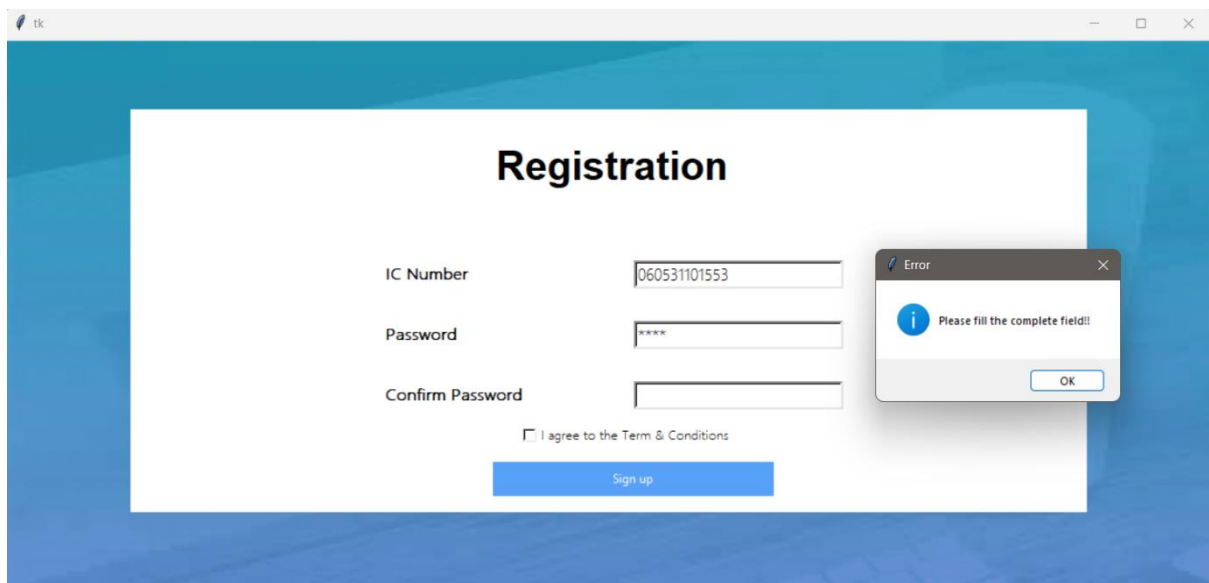 tk
Registration
IC Number
060531101553
Password
****
Confirm Password
I agree to the Term & Conditions
Sign up
Error
Please fill the complete field!!
OK